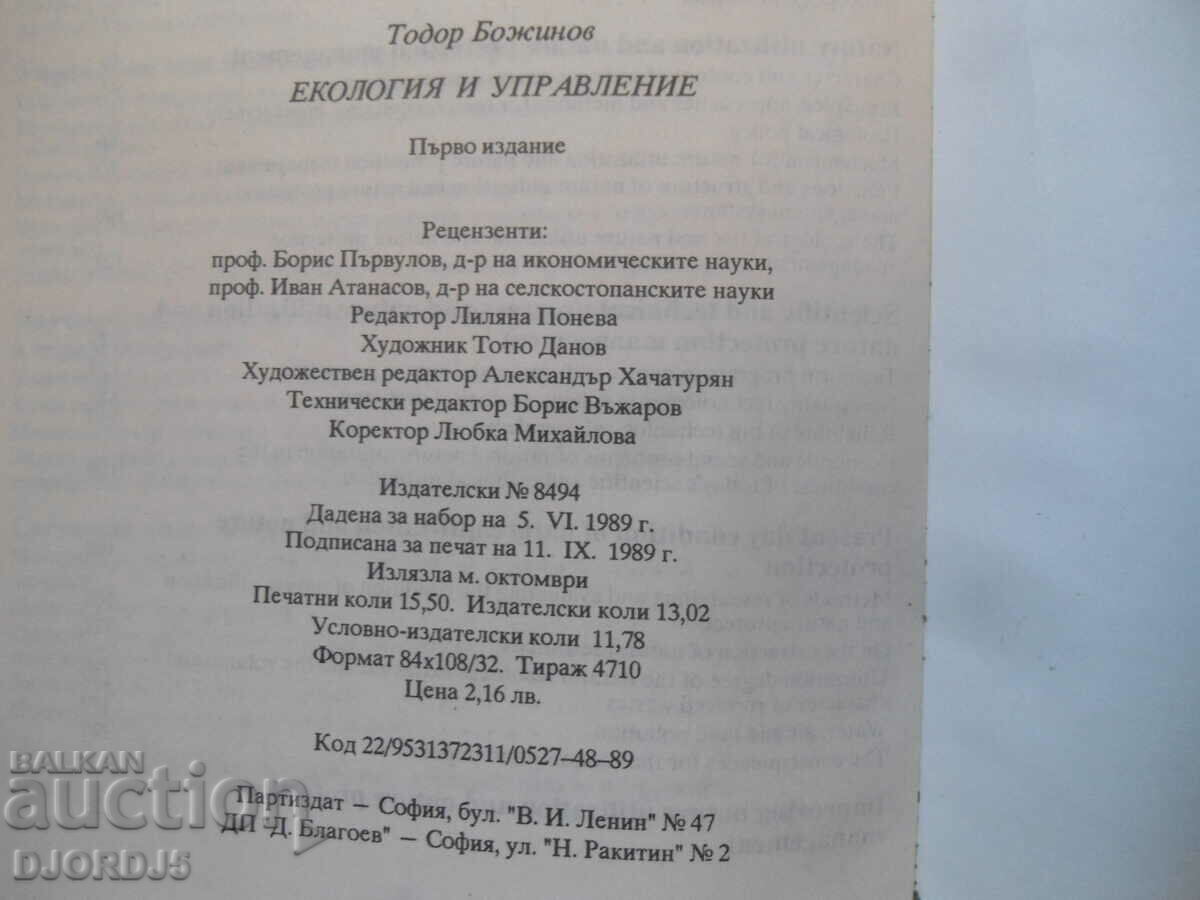 Тодор Божинов
ЕКОЛОГИЯ И УПРАВЛЕНИЕ
Първо издание
Рецензенти:
проф. Борис Първулов, д-р на икономическите науки,
проф. Иван Атанасов, д-р на селскостопанските науки
Редактор Лиляна Понева
Художник Тотю Данов
Художествен редактор Александър Хачатурян
Технически редактор Борис Въжаров
Коректор Любка Михайлова
Издателски № 8494
Дадена за набор на 5. VI. 1989 г.
Подписана за печат на 11. IX. 1989 г.
Излязла м. октомври
Печатни коли 15,50. Издателски коли 13,02
Условно-издателски коли 11,78
Формат 84x108/32. Тираж 4710
Цена 2,16 лв.
Код 22/9531372311/0527–48–89
Партиздат — София, бул. "В. И. Ленин" № 47
ДП "Д. Благоев" — София, ул. "Н. Ракитин" № 2
BALKAN
auction
DJORDJ5